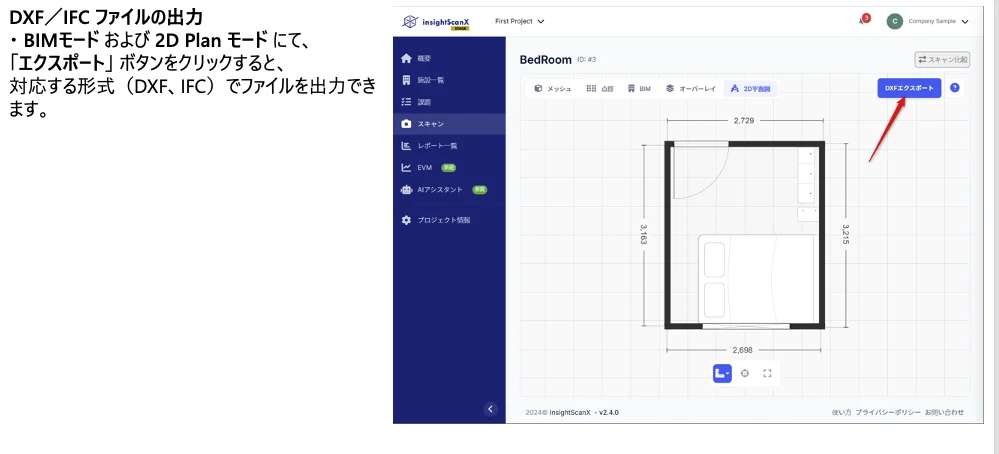 DXF／IFC ファイルの出力
・BIMモード および 2D Plan モード にて、
「エクスポート」 ボタンをクリックすると、
対応する形式（DXF、IFC）でファイルを出力でき
ます。
insightScanX
First Project
3
C
Company Sample
概要
施設一覧
課題
スキャン
レポート一覧
EVM
AIアシスタント
プロジェクト情報
BedRoom ID: #3
スキャン比較
メッシュ
点群
BIM
オーバーレイ
2D平面図
DXFエクスポート
?
2,729
3,163
3,215
2,698
2024© InsightScanX - v2.4.0
使い方 プライバシーポリシー お問い合わせ